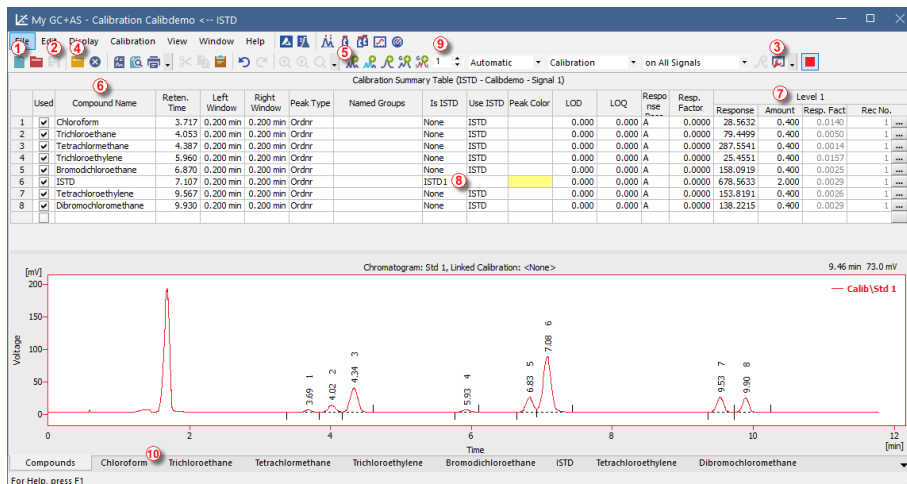 My GC+AS - Calibration Calibdemo <-- ISTD
File Edit Display Calibration View Window Help
1 2 4 5 9 3
1 Automatic Calibration on All Signals
Calibration Summary Table (ISTD - Calibdemo - Signal 1)
6 7
Used Compound Name Reten. Time Left Window Right Window Peak Type Named Groups Is ISTD Use ISTD Peak Color LOD LOQ Respo nse Resp. Factor Level 1
Response Amount Resp. Fact Rec No.
1 Chloroform 3.717 0.200 min 0.200 min Ordnr None ISTD 0.000 0.000 A 0.0000 28.5632 0.400 0.0140 1 ...
2 Trichloroethane 4.053 0.200 min 0.200 min Ordnr None ISTD 0.000 0.000 A 0.0000 79.4499 0.400 0.0050 1 ...
3 Tetrachlormethane 4.387 0.200 min 0.200 min Ordnr None ISTD 0.000 0.000 A 0.0000 287.5541 0.400 0.0014 1 ...
4 Trichloroethylene 5.960 0.200 min 0.200 min Ordnr None ISTD 0.000 0.000 A 0.0000 25.4551 0.400 0.0157 1 ...
5 Bromodichloroethane 6.870 0.200 min 0.200 min Ordnr None ISTD 0.000 0.000 A 0.0000 158.0919 0.400 0.0025 1 ...
6 ISTD 7.107 0.200 min 0.200 min Ordnr ISTD1 8 0.000 0.000 A 0.0000 678.5633 2.000 0.0029 1 ...
7 Tetrachloroethylene 9.567 0.200 min 0.200 min Ordnr None ISTD 0.000 0.000 A 0.0000 153.8191 0.400 0.0026 1 ...
8 Dibromochloromethane 9.930 0.200 min 0.200 min Ordnr None ISTD 0.000 0.000 A 0.0000 138.2215 0.400 0.0029 1 ...
Chromatogram: Std 1, Linked Calibration: <None>
9.46 min 73.0 mV
[mV]
Calib\Std 1
200
150
100
50
0
Voltage
3.69 1
4.02 2
4.34 3
5.93 4
6.83 5
7.08 6
9.53 7
9.90 8
0 2 4 6 8 10 12
Time
[min]
10
Compounds Chloroform Trichloroethane Tetrachlormethane Trichloroethylene Bromodichloroethane ISTD Tetrachloroethylene Dibromochloromethane
For Help, press F1